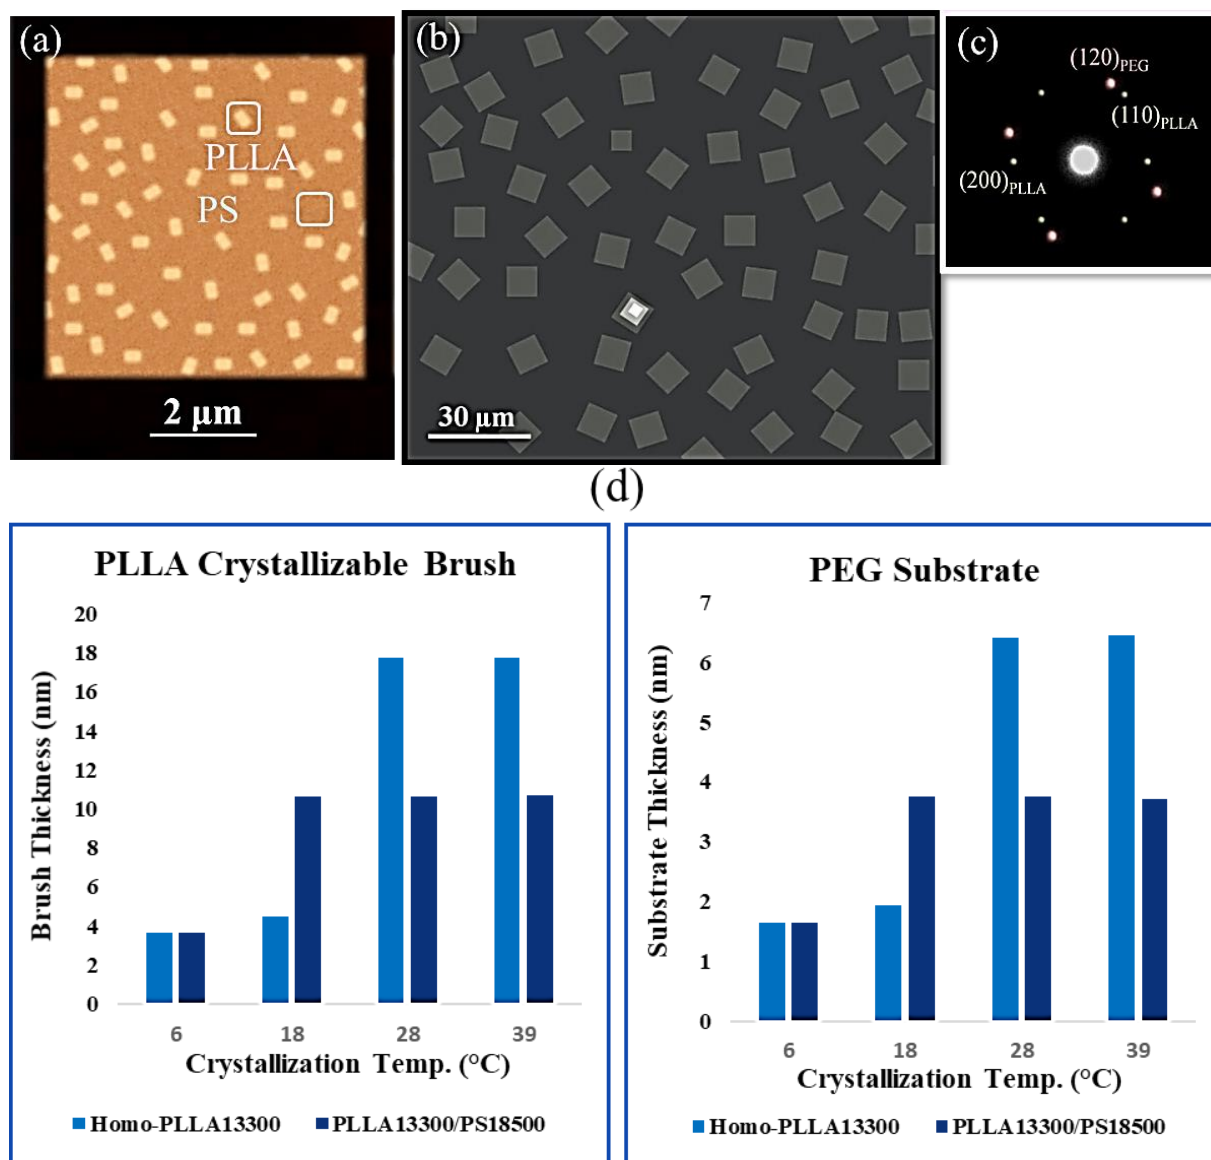 (a)
PLLA
PS
2 µm
(b)
30 µm
(c)
(120)PEG
(110)PLLA
(200)PLLA
(d)
PLLA Crystallizable Brush
Brush Thickness (nm)
20
18
16
14
12
10
8
6
4
2
0
6 18 28 39
Crystallization Temp. (°C)
Homo-PLLA13300 PLLA13300/PS18500
PEG Substrate
Substrate Thickness (nm)
7
6
5
4
3
2
1
0
6 18 28 39
Crystallization Temp. (°C)
Homo-PLLA13300 PLLA13300/PS18500